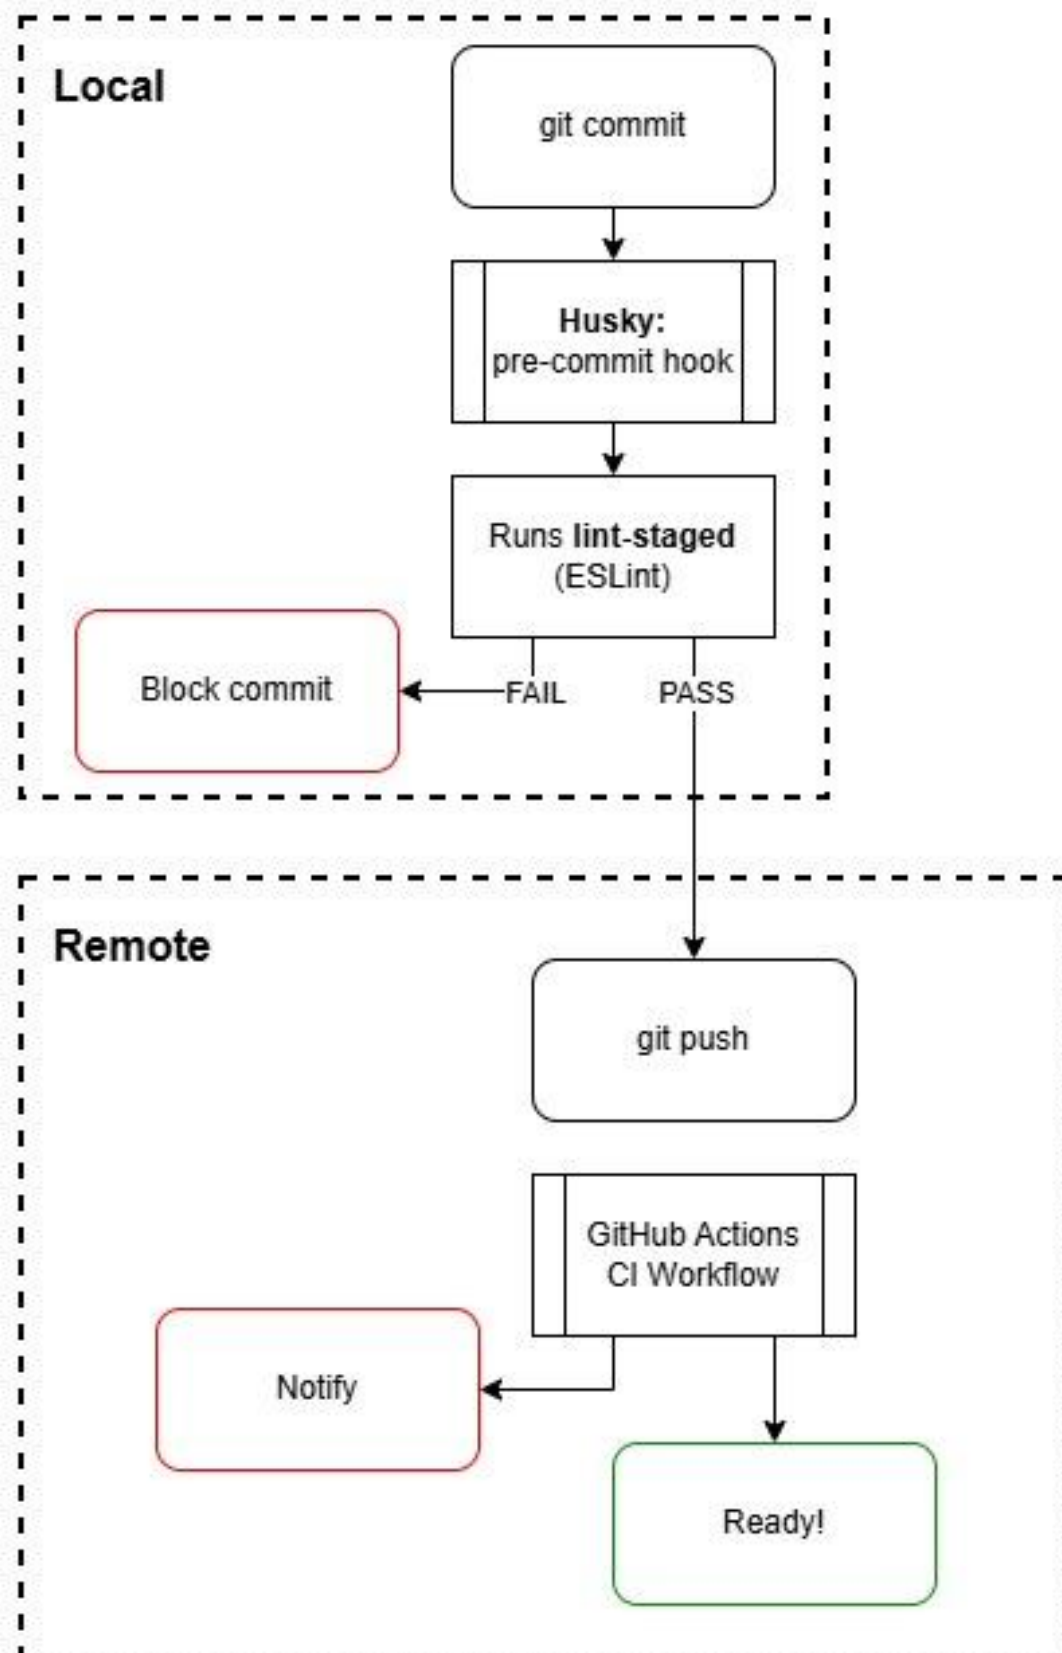 Local
git commit
Husky:
pre-commit hook
Runs lint-staged
(ESLint)
Block commit
FAIL
PASS
Remote
git push
GitHub Actions
CI Workflow
Notify
Ready!